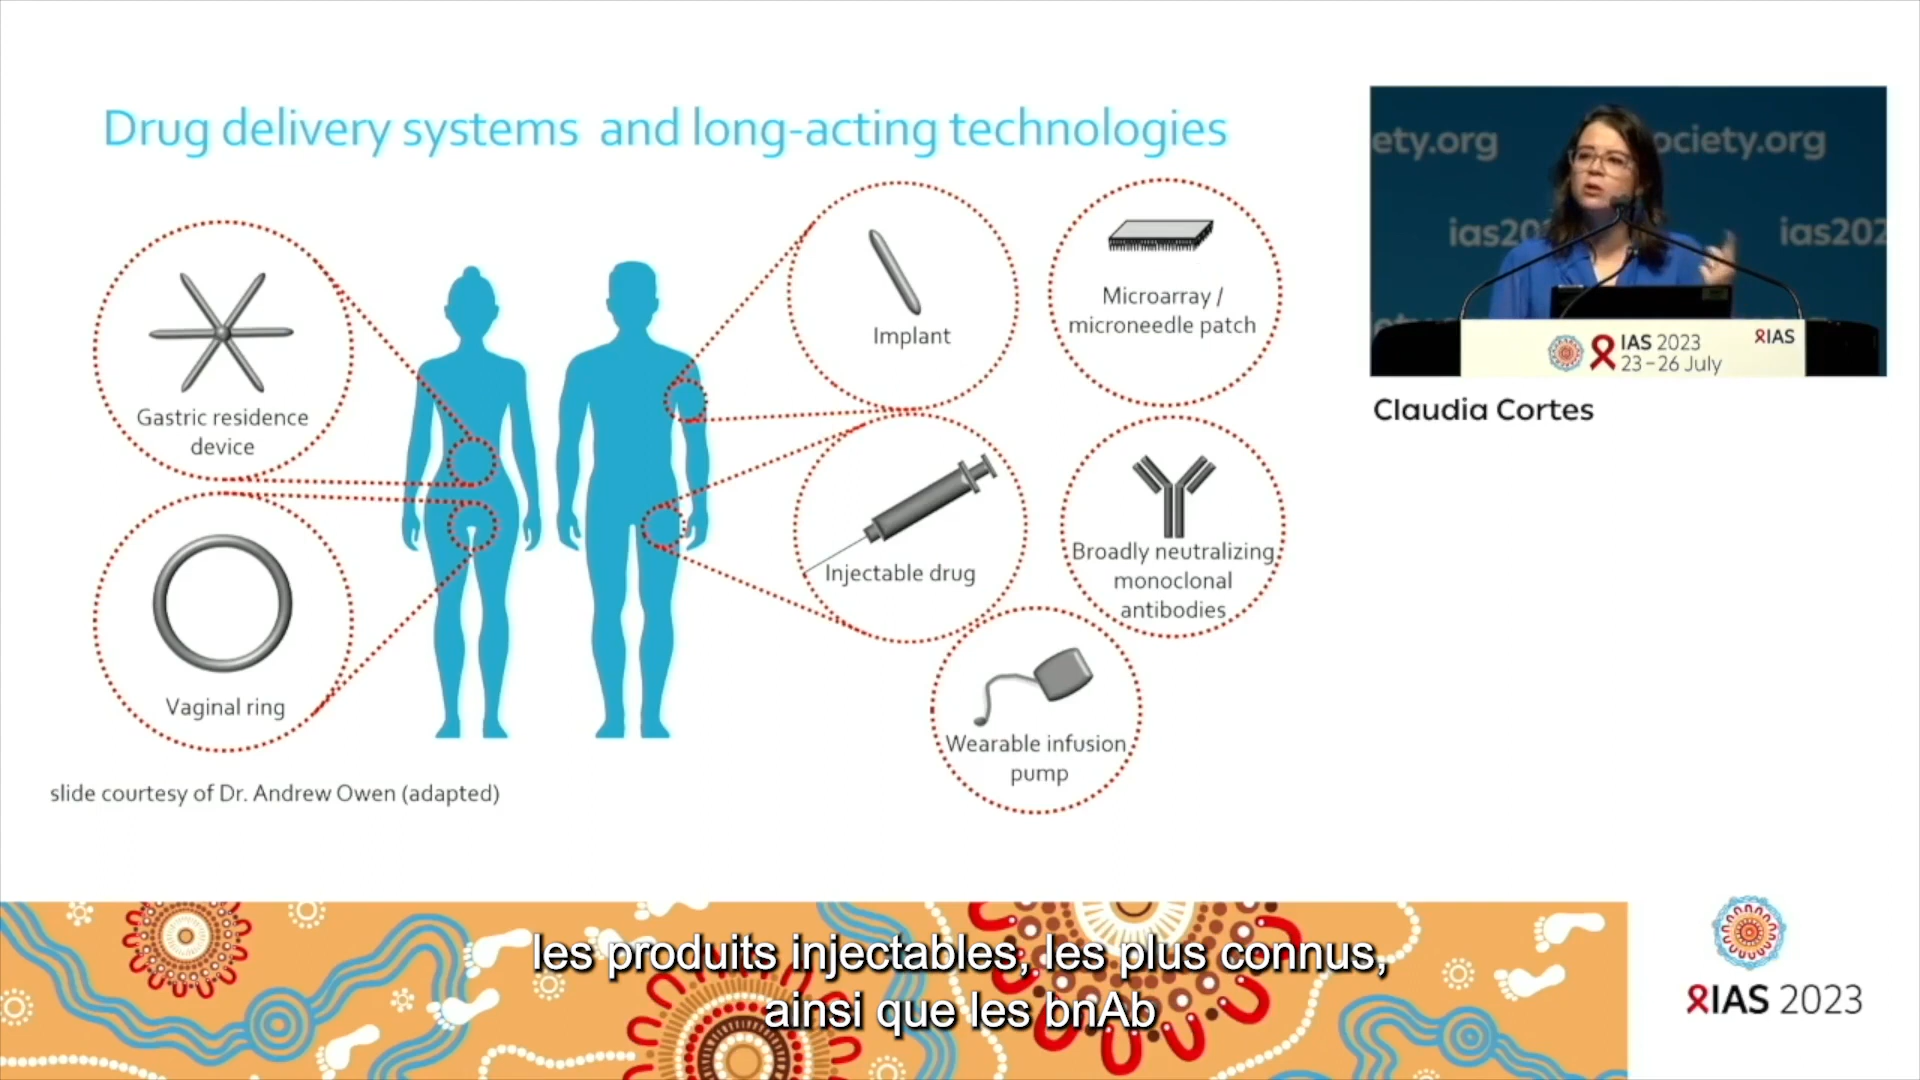 Drug delivery systems and long-acting technologies
Gastric residence
device
Vaginal ring
Implant
Microarray /
microneedle patch
Injectable drug
Broadly neutralizing
monoclonal
antibodies
Wearable infusion
pump
slide courtesy of Dr. Andrew Owen (adapted)
ety.org
ociety.org
ias20
ias202
IAS 2023
23-26 July
IAS
Claudia Cortes
les produits injectables, les plus connus,
ainsi que les bnAb
IAS 2023